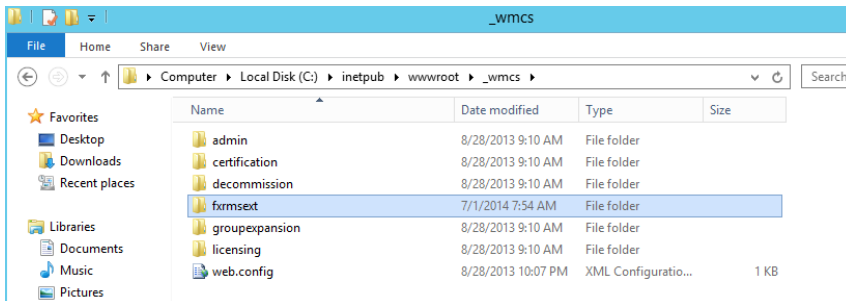 _wmcs
File Home Share View
Computer Local Disk (C:) inetpub wwwroot _wmcs Search
Name Date modified Type Size
Favorites
Desktop
Downloads
Recent places
Libraries
Documents
Music
Pictures
admin 8/28/2013 9:10 AM File folder
certification 8/28/2013 9:10 AM File folder
decommission 8/28/2013 9:10 AM File folder
fxrmsext 7/1/2014 7:54 AM File folder
groupexpansion 8/28/2013 9:10 AM File folder
licensing 8/28/2013 9:10 AM File folder
web.config 8/28/2013 10:07 PM XML Configuratio... 1 KB